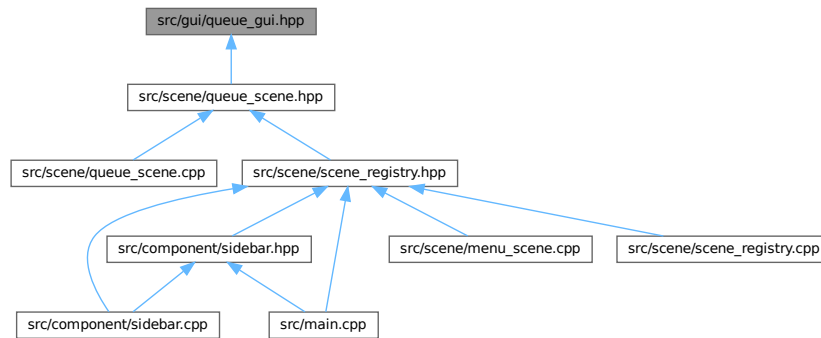 src/gui/queue_gui.hpp
src/scene/queue_scene.hpp
src/scene/queue_scene.cpp
src/scene/scene_registry.hpp
src/component/sidebar.hpp
src/scene/menu_scene.cpp
src/scene/scene_registry.cpp
src/component/sidebar.cpp
src/main.cpp